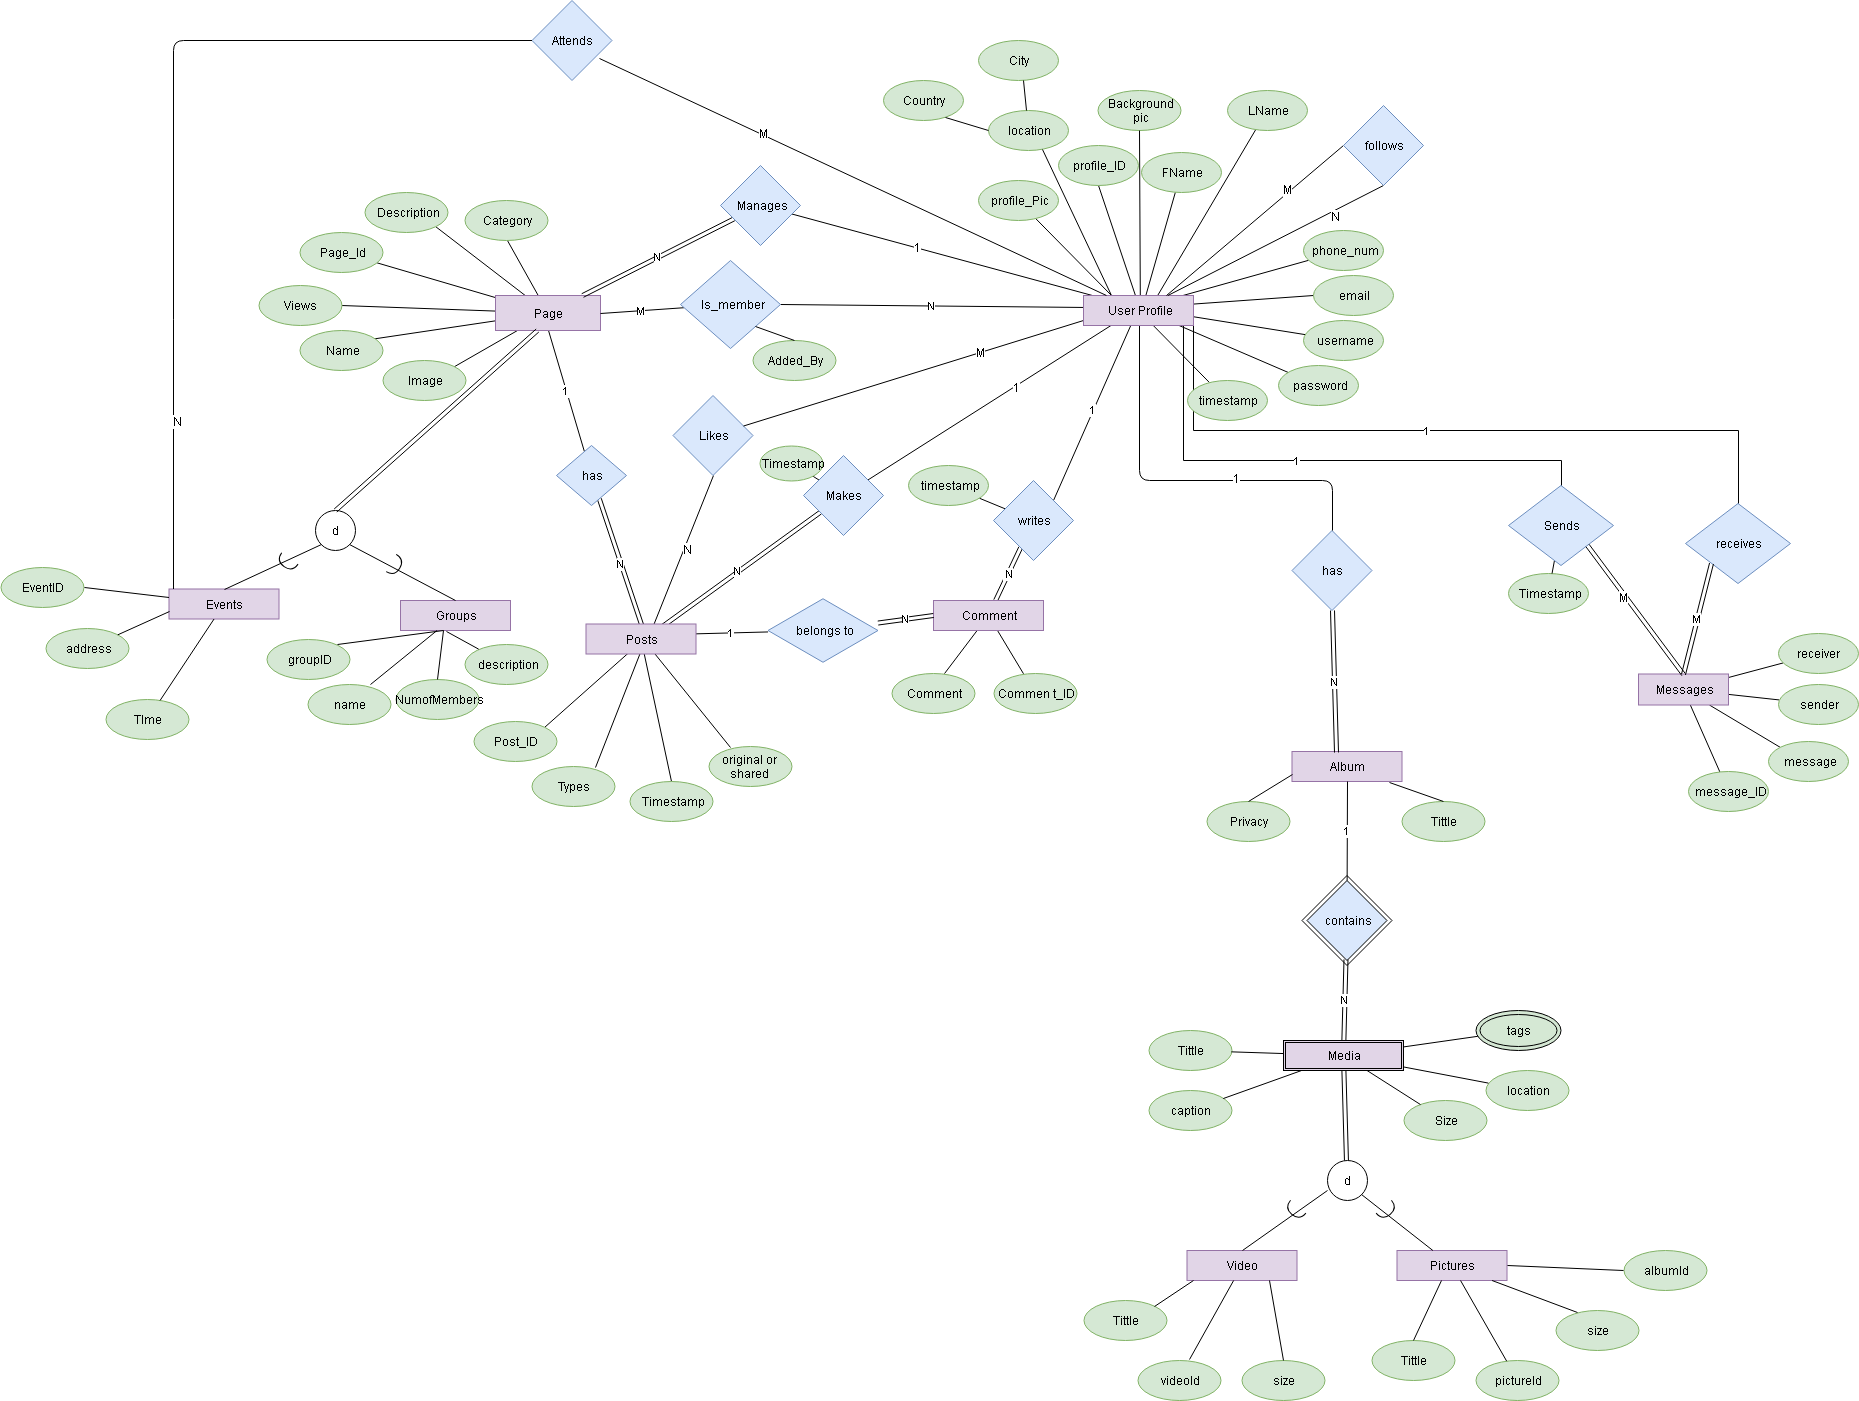 Attends
City
Country
Background
pic
LName
location
follows
profile_ID
FName
M
profile_Pic
M
Manages
Description
Category
N
1
Page_Id
phone_num
N
email
Views
Is_member
M
N
User Profile
Page
username
Name
M
Added_By
Image
password
1
1
timestamp
1
N
1
Likes
1
Timestamp
has
1
timestamp
Makes
writes
Sends
d
receives
N
N
has
N
N
EventID
Timestamp
M
Events
Groups
Comment
M
1
belongs to
N
Posts
address
groupID
description
receiver
N
Messages
NumofMembers
name
Comment
Commen t_ID
sender
TIme
Post_ID
original or
shared
message
Album
Types
Timestamp
message_ID
Privacy
Tittle
1
contains
N
tags
Tittle
Media
location
caption
Size
d
Video
Pictures
albumId
Tittle
size
Tittle
videoId
size
pictureId